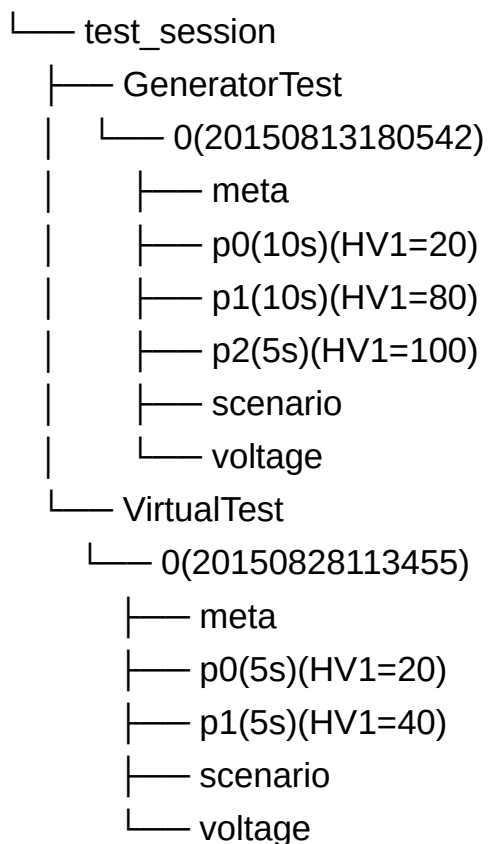 test_session
GeneratorTest
0(20150813180542)
meta
p0(10s)(HV1=20)
p1(10s)(HV1=80)
p2(5s)(HV1=100)
scenario
voltage
VirtualTest
0(20150828113455)
meta
p0(5s)(HV1=20)
p1(5s)(HV1=40)
scenario
voltage